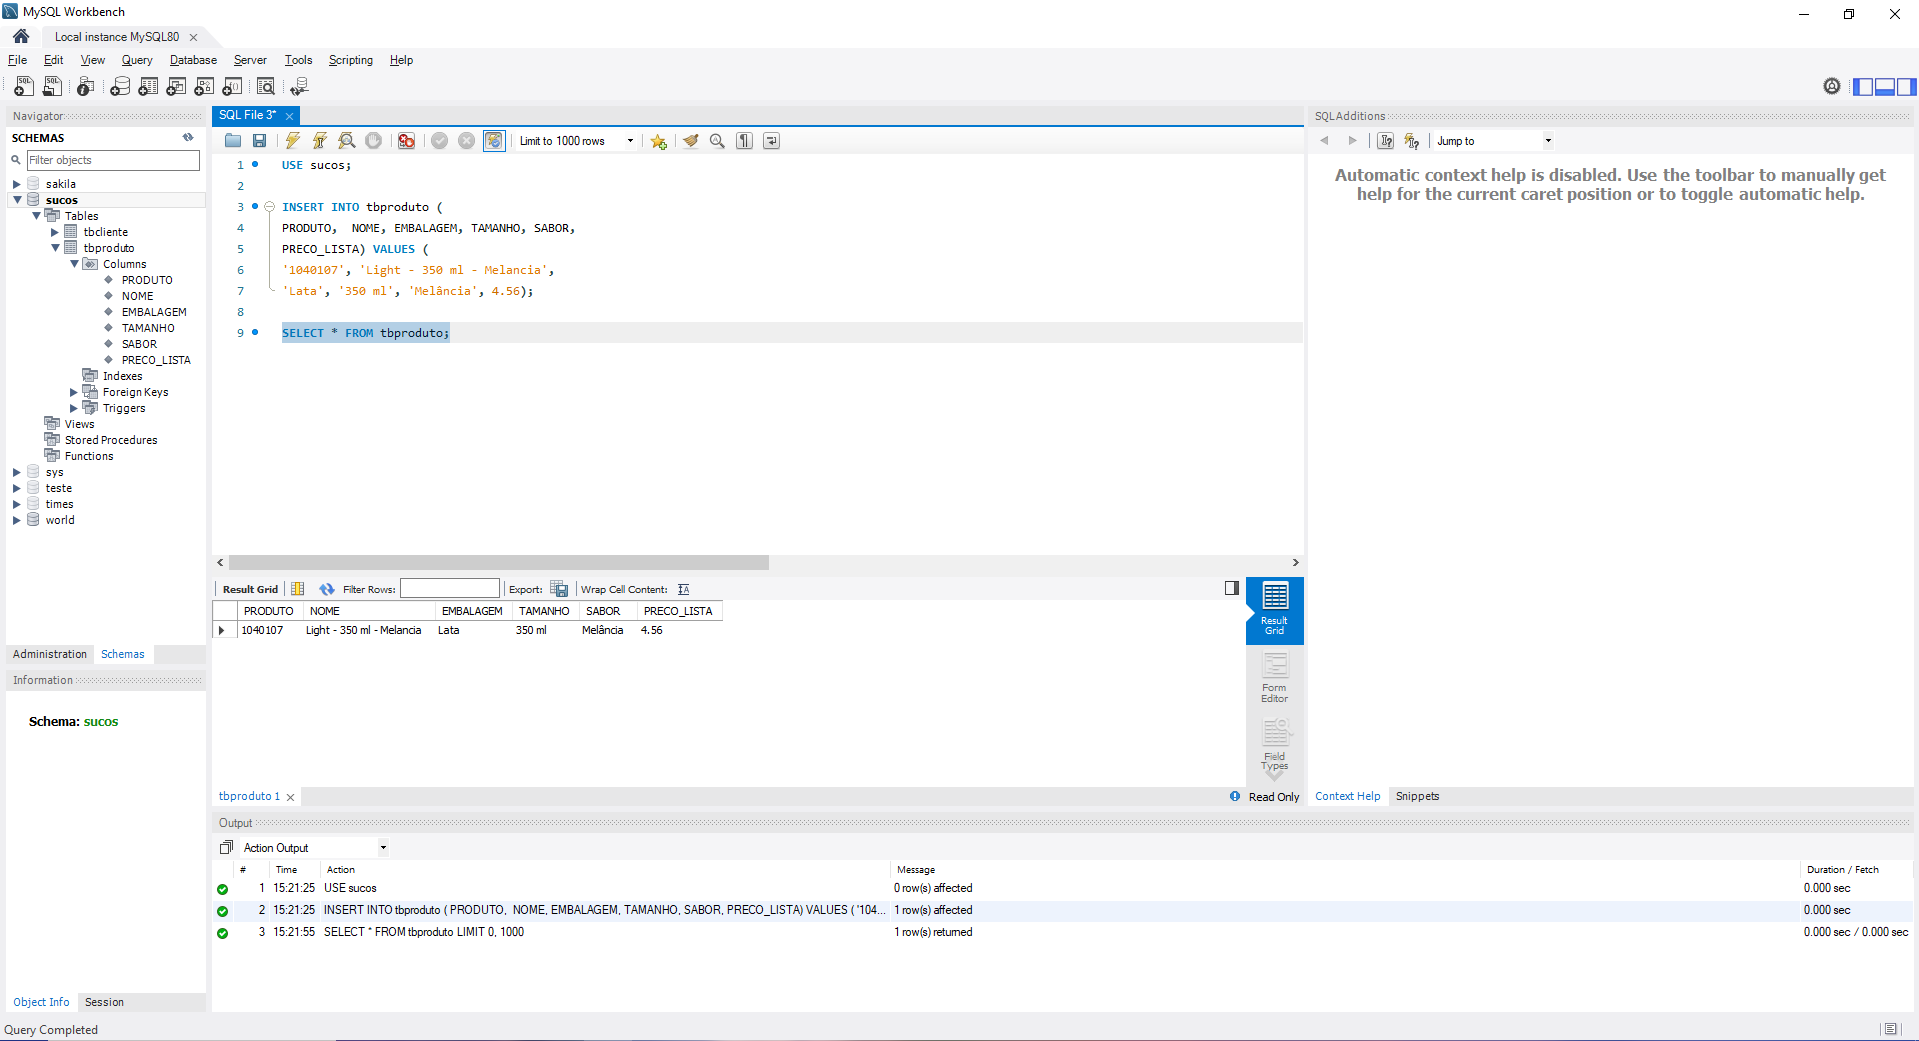 MySQL Workbench
Local instance MySQL80
File Edit View Query Database Server Tools Scripting Help
Navigator
SCHEMAS
Filter objects
sakila
sucos
Tables
tbcliente
tbproduto
Columns
PRODUTO
NOME
EMBALAGEM
TAMANHO
SABOR
PRECO_LISTA
Indexes
Foreign Keys
Triggers
Views
Stored Procedures
Functions
sys
teste
times
world
Administration Schemas
Information
Schema: sucos
Object Info Session
SQL File 3*
Limit to 1000 rows
1 USE sucos;
2
3 INSERT INTO tbproduto (
4 PRODUTO,  NOME, EMBALAGEM, TAMANHO, SABOR,
5 PRECO_LISTA) VALUES (
6 '1040107', 'Light - 350 ml - Melancia',
7 'Lata', '350 ml', 'Melância', 4.56);
8
9 SELECT * FROM tbproduto;
Result Grid Filter Rows: Export: Wrap Cell Content:
PRODUTO NOME EMBALAGEM TAMANHO SABOR PRECO_LISTA
1040107 Light - 350 ml - Melancia Lata 350 ml Melância 4.56
Result
Grid
Form
Editor
Field
Types
tbproduto 1
Read Only
SQLAdditions
Jump to
Automatic context help is disabled. Use the toolbar to manually get
help for the current caret position or to toggle automatic help.
Context Help Snippets
Output
Action Output
# Time Action Message Duration / Fetch
1 15:21:25 USE sucos 0 row(s) affected 0.000 sec
2 15:21:25 INSERT INTO tbproduto ( PRODUTO,  NOME, EMBALAGEM, TAMANHO, SABOR, PRECO_LISTA) VALUES ( '104... 1 row(s) affected 0.000 sec
3 15:21:55 SELECT * FROM tbproduto LIMIT 0, 1000 1 row(s) returned 0.000 sec / 0.000 sec
Query Completed